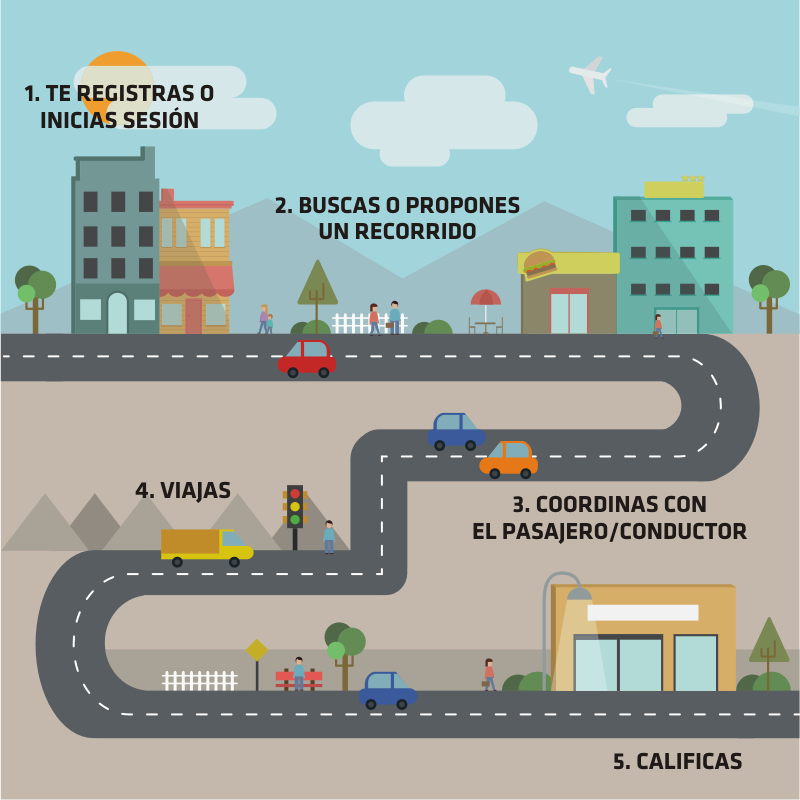 1. TE REGISTRAS O
INICIAS SESIÓN
2. BUSCAS O PROPONES
UN RECORRIDO
3. COORDINAS CON
EL PASAJERO/CONDUCTOR
4. VIAJAS
5. CALIFICAS